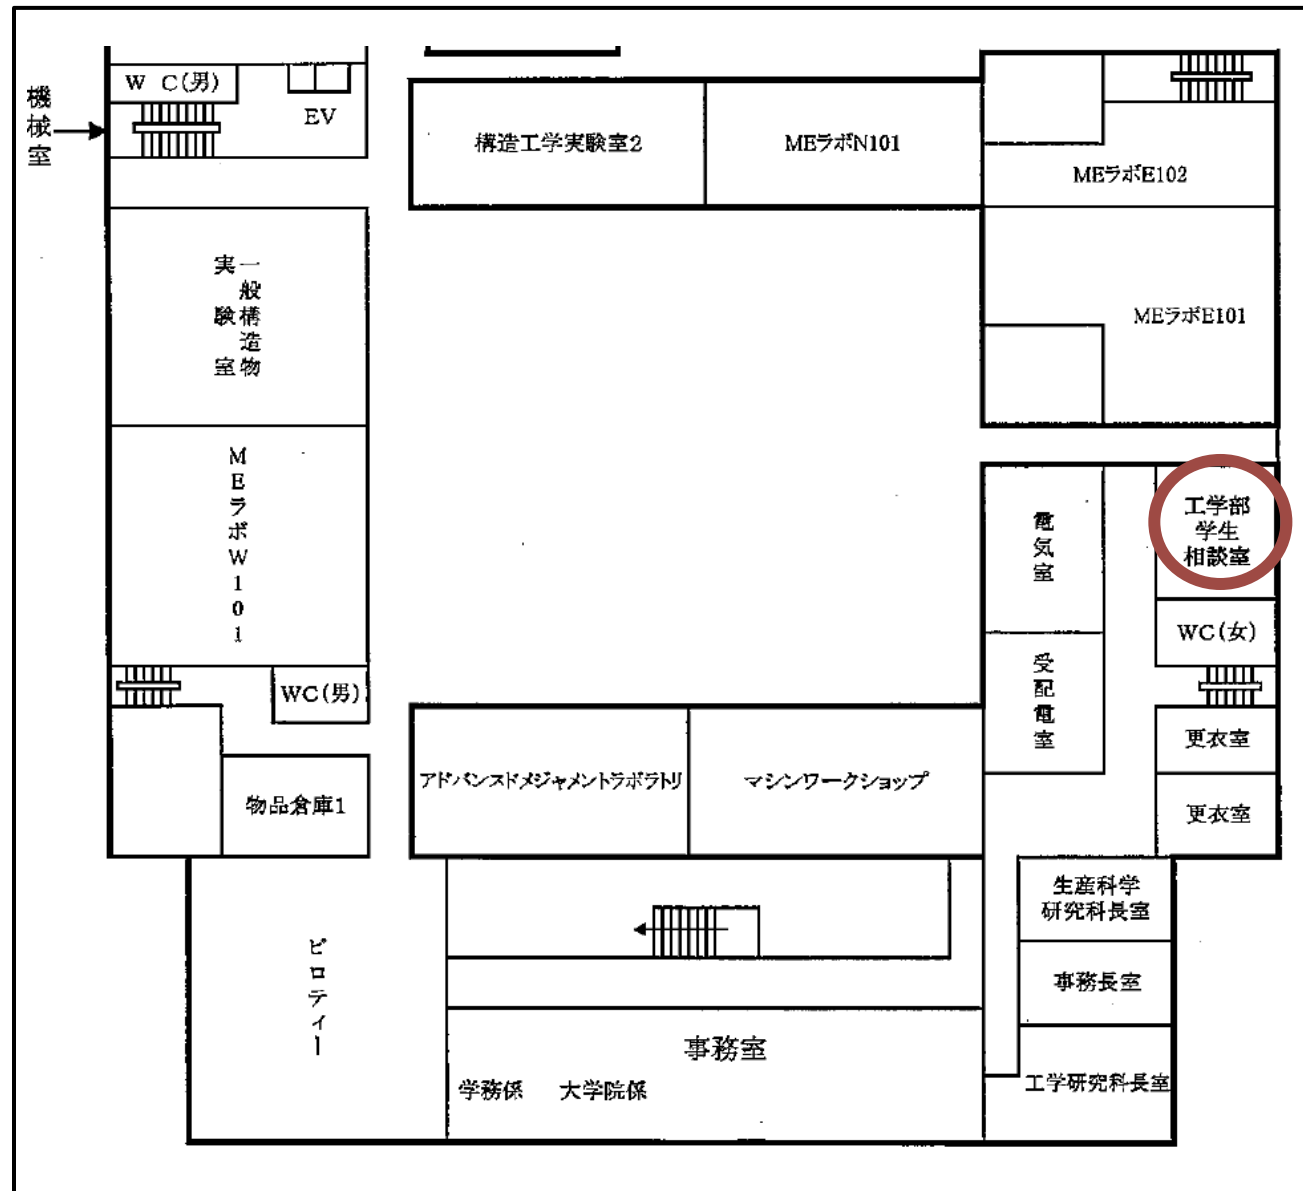 W C(男)
EV
機械室
構造工学実験室2
MEラボN101
MEラボE102
一般構造物
実験室
MEラボE101
MEラボW101
電気室
工学部
学生
相談室
WC(女)
受配電室
WC(男)
更衣室
アドバンスドメジャメントラボラトリ
マシンワークショップ
物品倉庫1
更衣室
生産科学
研究科長室
ピロティー
事務長室
事務室
学務係 大学院係
工学研究科長室